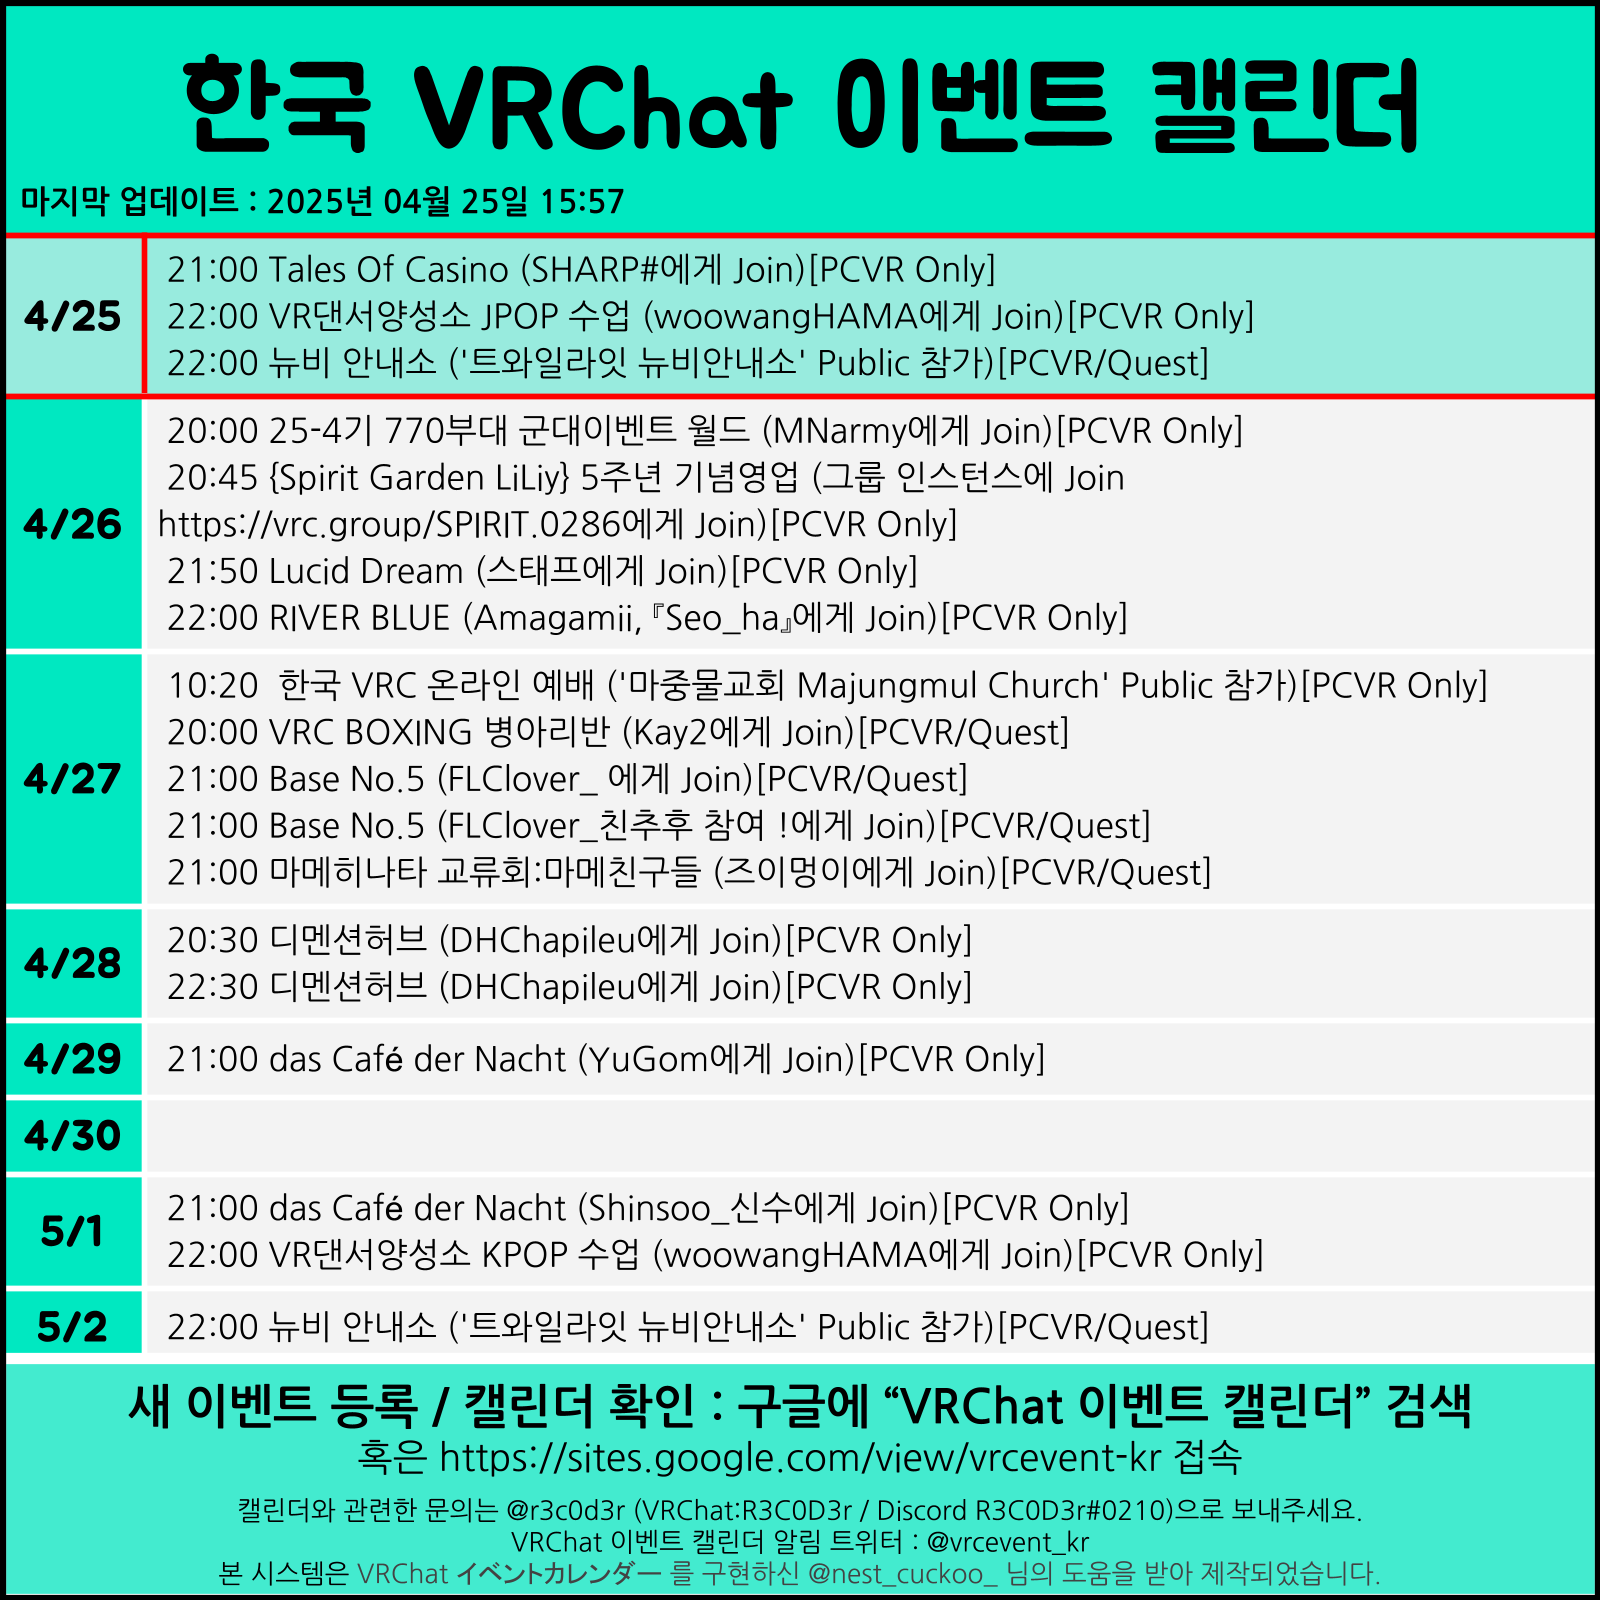 한국 VRChat 이벤트 캘린더
마지막 업데이트 : 2025년 04월 25일 15:57
4/25
21:00 Tales Of Casino (SHARP#에게 Join)[PCVR Only]
22:00 VR댄서양성소 JPOP 수업 (woowangHAMA에게 Join)[PCVR Only]
22:00 뉴비 안내소 ('트와일라잇 뉴비안내소' Public 참가)[PCVR/Quest]
4/26
20:00 25-4기 770부대 군대이벤트 월드 (MNarmy에게 Join)[PCVR Only]
20:45 {Spirit Garden LiLiy} 5주년 기념영업 (그룹 인스턴스에 Join
https://vrc.group/SPIRIT.0286에게 Join)[PCVR Only]
21:50 Lucid Dream (스태프에게 Join)[PCVR Only]
22:00 RIVER BLUE (Amagamii, 『Seo_ha』에게 Join)[PCVR Only]
4/27
10:20  한국 VRC 온라인 예배 ('마중물교회 Majungmul Church' Public 참가)[PCVR Only]
20:00 VRC BOXING 병아리반 (Kay2에게 Join)[PCVR/Quest]
21:00 Base No.5 (FLClover_ 에게 Join)[PCVR/Quest]
21:00 Base No.5 (FLClover_친추후 참여 !에게 Join)[PCVR/Quest]
21:00 마메히나타 교류회:마메친구들 (즈이멍이에게 Join)[PCVR/Quest]
4/28
20:30 디멘션허브 (DHChapileu에게 Join)[PCVR Only]
22:30 디멘션허브 (DHChapileu에게 Join)[PCVR Only]
4/29
21:00 das Café der Nacht (YuGom에게 Join)[PCVR Only]
4/30
5/1
21:00 das Café der Nacht (Shinsoo_신수에게 Join)[PCVR Only]
22:00 VR댄서양성소 KPOP 수업 (woowangHAMA에게 Join)[PCVR Only]
5/2
22:00 뉴비 안내소 ('트와일라잇 뉴비안내소' Public 참가)[PCVR/Quest]
새 이벤트 등록 / 캘린더 확인 : 구글에 “VRChat 이벤트 캘린더” 검색
혹은 https://sites.google.com/view/vrcevent-kr 접속
캘린더와 관련한 문의는 @r3c0d3r (VRChat:R3C0D3r / Discord R3C0D3r#0210)으로 보내주세요.
VRChat 이벤트 캘린더 알림 트위터 : @vrcevent_kr
본 시스템은 VRChat イベントカレンダー 를 구현하신 @nest_cuckoo_ 님의 도움을 받아 제작되었습니다.